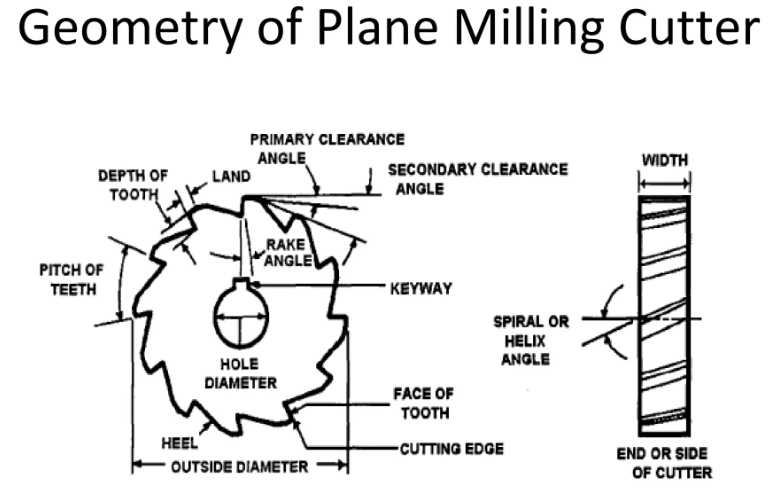 Geometry of Plane Milling Cutter
PRIMARY CLEARANCE
ANGLE
SECONDARY CLEARANCE
ANGLE
DEPTH OF
TOOTH
LAND
RAKE
ANGLE
PITCH OF
TEETH
KEYWAY
HOLE
DIAMETER
FACE OF
TOOTH
HEEL
CUTTING EDGE
OUTSIDE DIAMETER
WIDTH
SPIRAL OR
HELIX
ANGLE
END OR SIDE
OF CUTTER